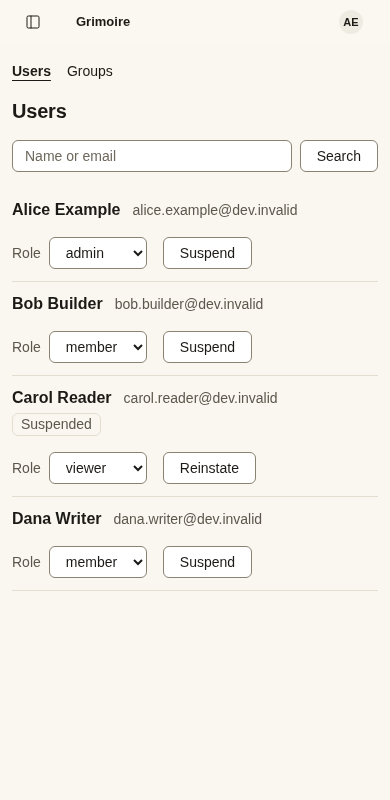 Grimoire AE
Users Groups
Users
Name or email Search
Alice Example alice.example@dev.invalid
Role admin Suspend
Bob Builder bob.builder@dev.invalid
Role member Suspend
Carol Reader carol.reader@dev.invalid
Suspended
Role viewer Reinstate
Dana Writer dana.writer@dev.invalid
Role member Suspend